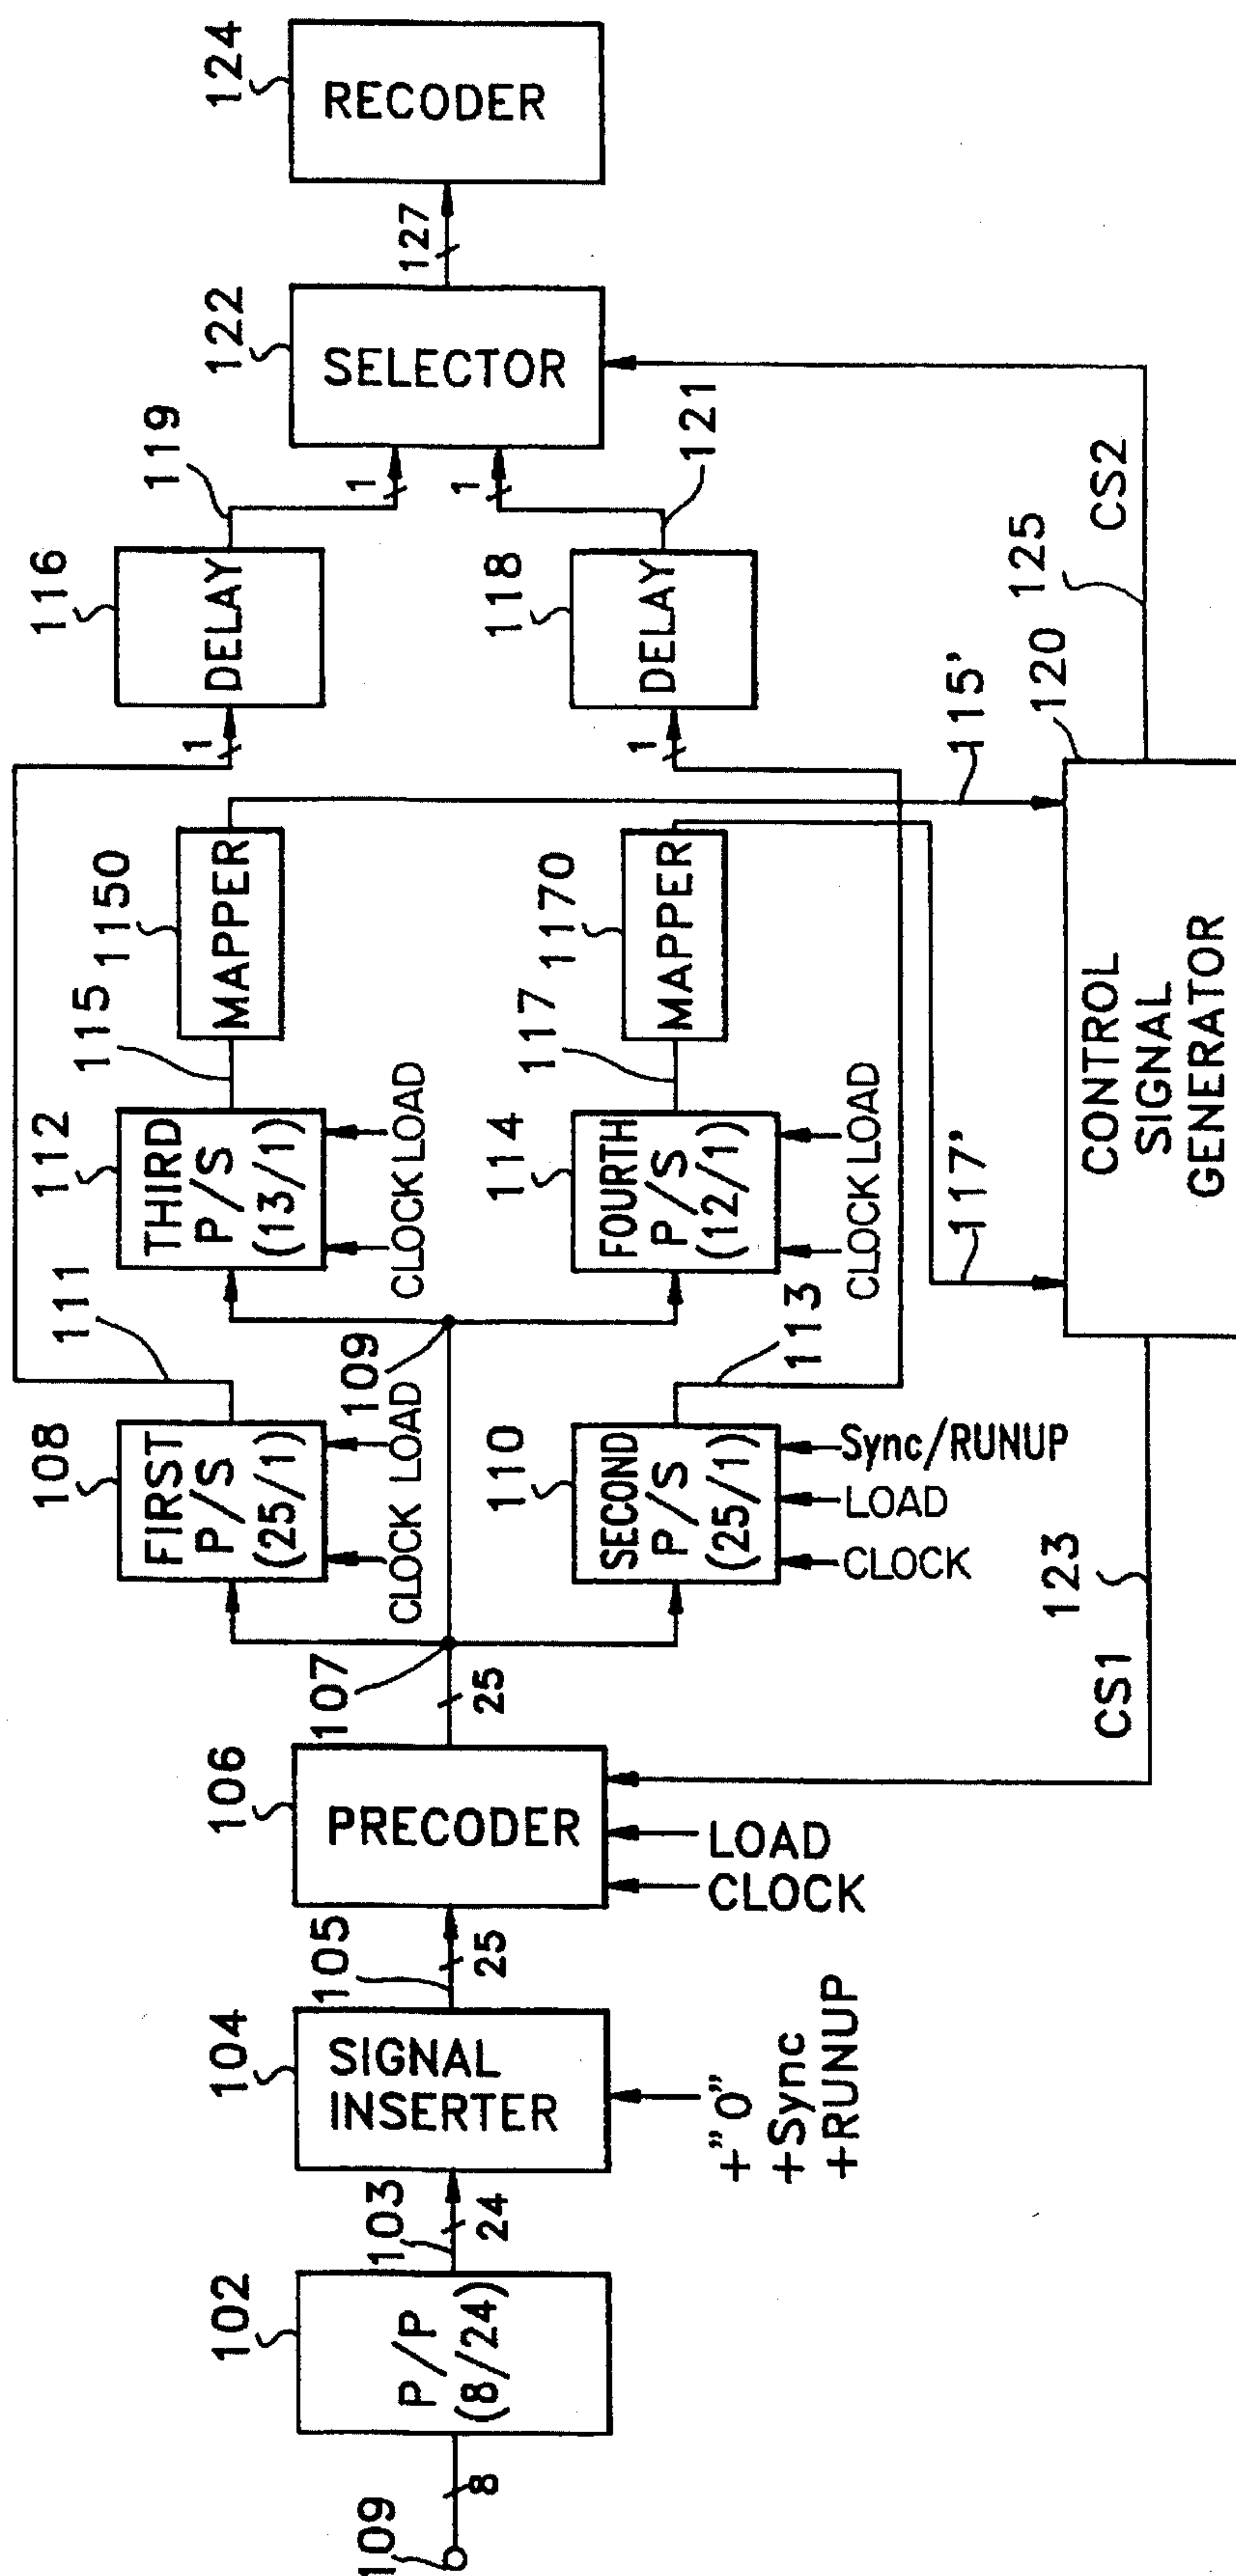 109
8
102
P/P
(8/24)
103
24
104
SIGNAL
INSERTER
+"0"
+Sync
+RUNUP
105
25
106
PRECODER
LOAD
CLOCK
107
25
CS1
123
108
FIRST
P/S
(25/1)
CLOCK LOAD
111
109
110
SECOND
P/S
(25/1)
Sync/RUNUP
LOAD
CLOCK
113
112
THIRD
P/S
(13/1)
CLOCK LOAD
115
1150
MAPPER
114
FOURTH
P/S
(12/1)
CLOCK LOAD
117
1170
MAPPER
117'
115'
120
CONTROL
SIGNAL
GENERATOR
125
CS2
1
116
DELAY
119
1
1
118
DELAY
121
1
122
SELECTOR
127
124
RECODER